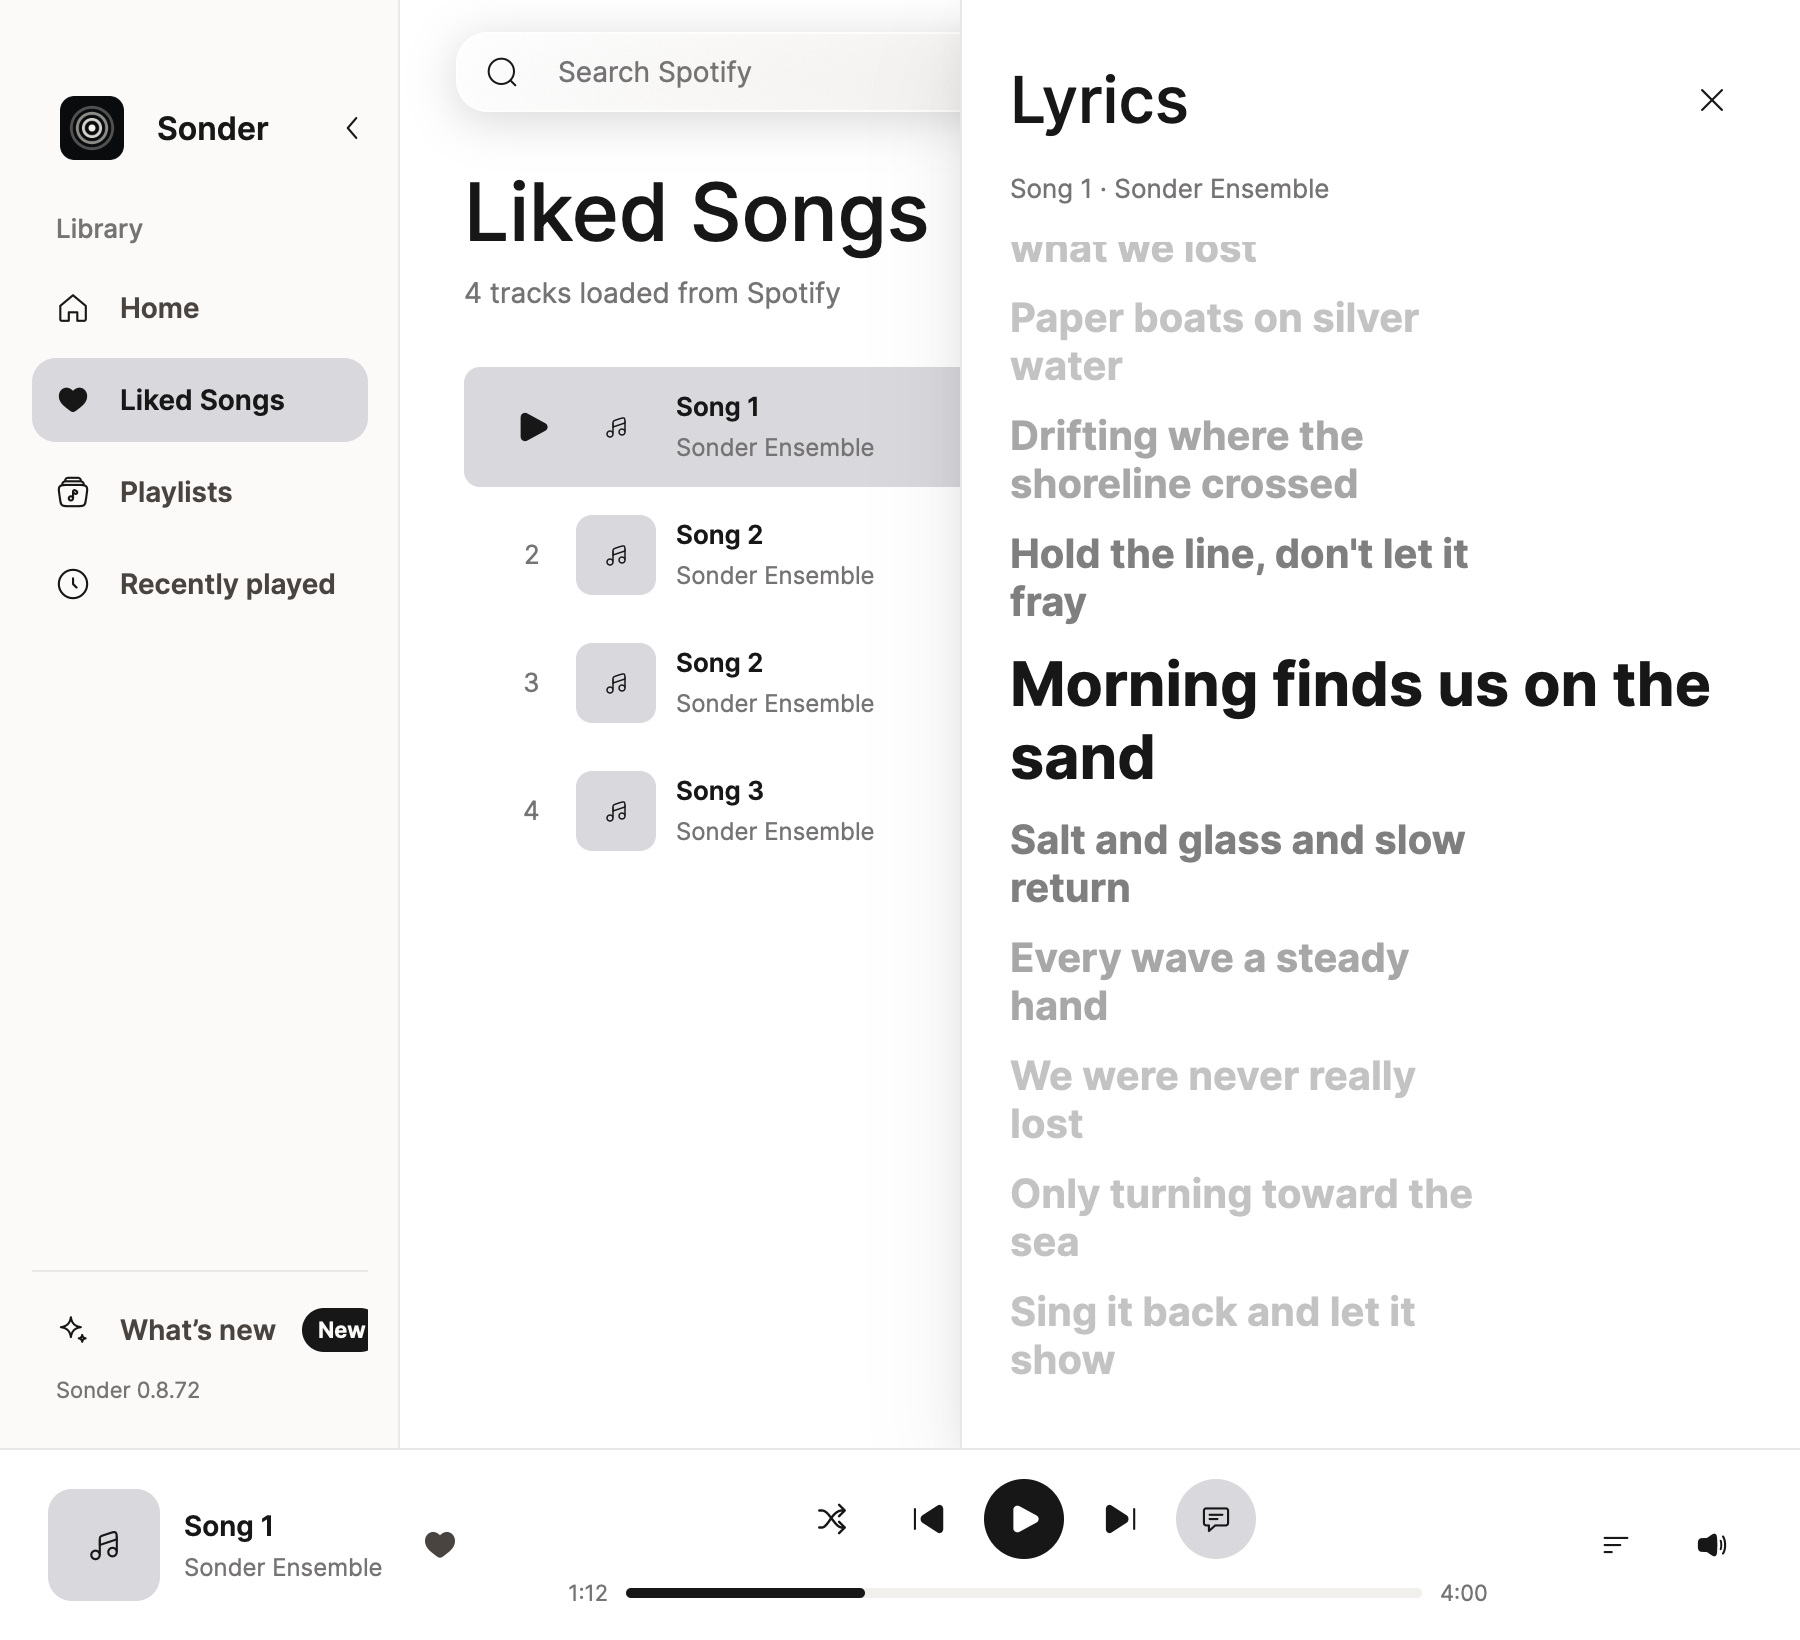 Sonder
Library
Home
Liked Songs
Playlists
Recently played
What’s new
New
Sonder 0.8.72
Search Spotify
Liked Songs
4 tracks loaded from Spotify
Song 1
Sonder Ensemble
2
Song 2
Sonder Ensemble
3
Song 2
Sonder Ensemble
4
Song 3
Sonder Ensemble
Lyrics
Song 1 · Sonder Ensemble
what we lost
Paper boats on silver
water
Drifting where the
shoreline crossed
Hold the line, don't let it
fray
Morning finds us on the
sand
Salt and glass and slow
return
Every wave a steady
hand
We were never really
lost
Only turning toward the
sea
Sing it back and let it
show
Song 1
Sonder Ensemble
1:12
4:00